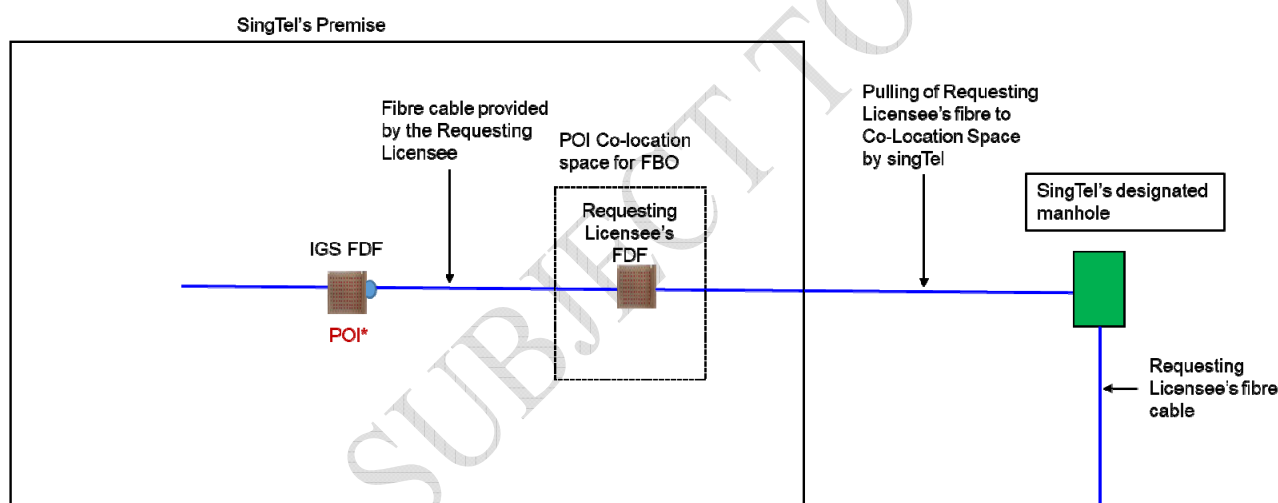 SingTel's Premise
Fibre cable provided
by the Requesting
Licensee
POI Co-location
space for FBO
Requesting
Licensee's
FDF
IGS FDF
POI*
Pulling of Requesting
Licensee's fibre to
Co-Location Space
by singTel
SingTel's designated
manhole
Requesting
Licensee's fibre
cable
SUBJECT TO